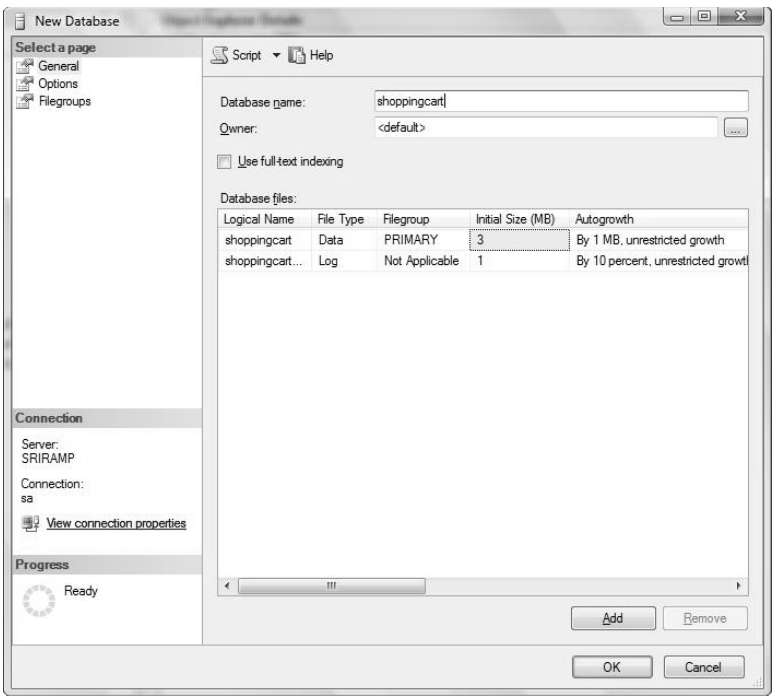 New Database
Select a page
General
Options
Filegroups
Script Help
Database name: shoppingcart
Owner: <default> ...
Use full-text indexing
Database files:
Logical Name File Type Filegroup Initial Size (MB) Autogrowth
shoppingcart Data PRIMARY 3 By 1 MB, unrestricted growth
shoppingcart... Log Not Applicable 1 By 10 percent, unrestricted growtl
Connection
Server:
SRIRAMP
Connection:
sa
View connection properties
Progress
Ready
Add Remove
OK Cancel